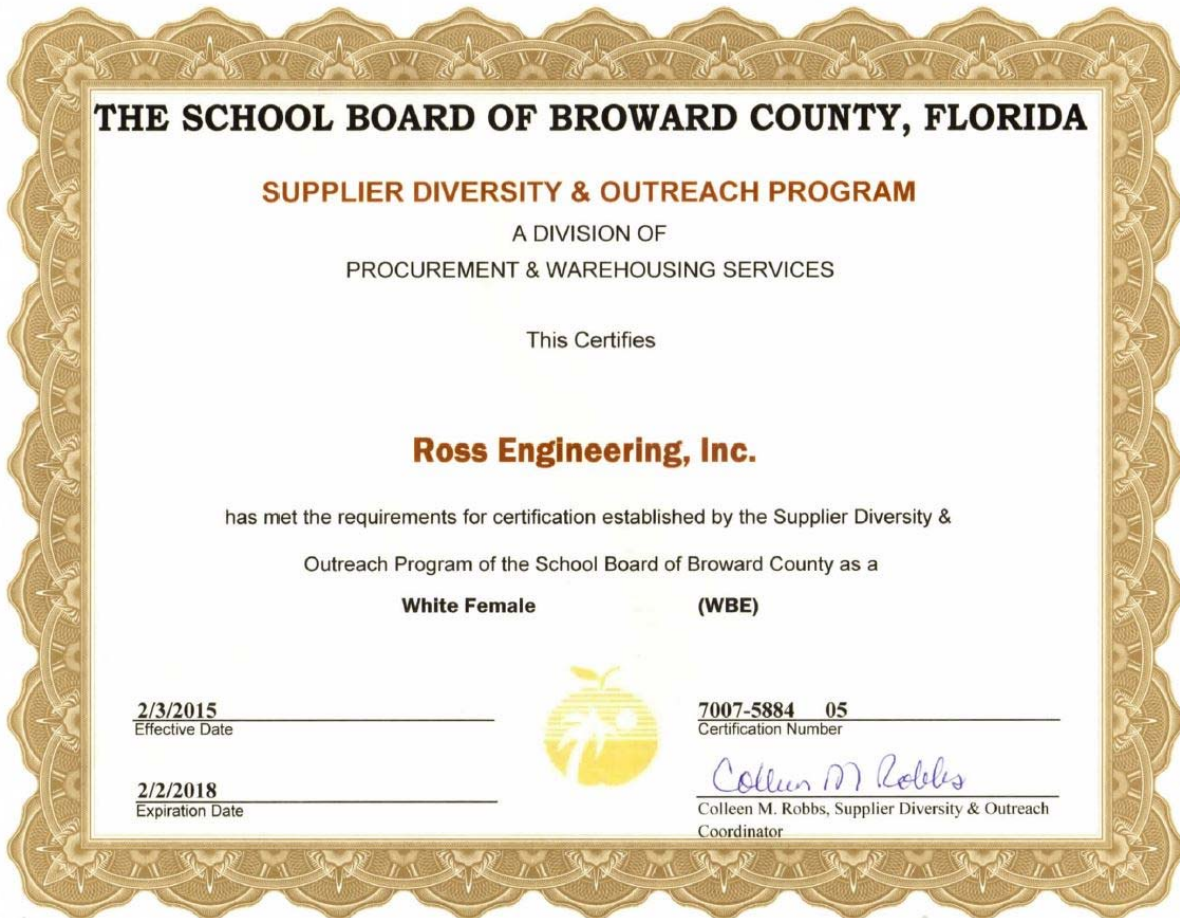 THE SCHOOL BOARD OF BROWARD COUNTY, FLORIDA
SUPPLIER DIVERSITY & OUTREACH PROGRAM
A DIVISION OF
PROCUREMENT & WAREHOUSING SERVICES
This Certifies
Ross Engineering, Inc.
has met the requirements for certification established by the Supplier Diversity &
Outreach Program of the School Board of Broward County as a
White Female (WBE)
2/3/2015
Effective Date
7007-5884 05
Certification Number
2/2/2018
Expiration Date
Colleen M Robbs
Colleen M. Robbs, Supplier Diversity & Outreach
Coordinator